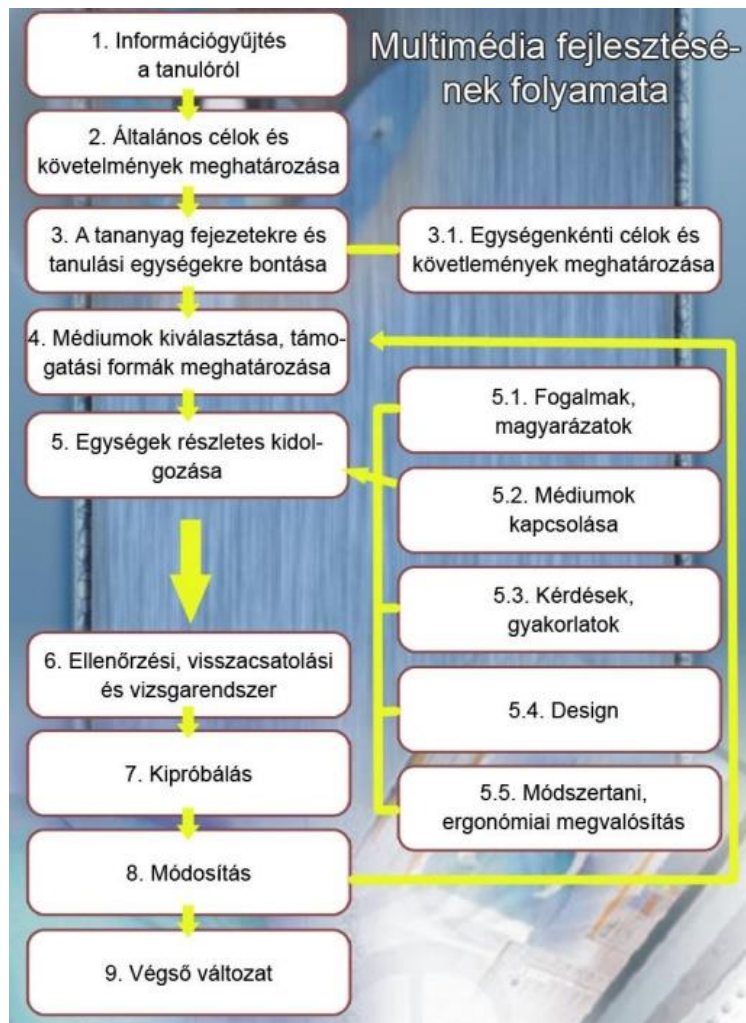 Multimédia fejlesztésé-
nek folyamata
1. Információgyűjtés
a tanulóról
2. Általános célok és
követelmények meghatározása
3. A tananyag fejezetekre és
tanulási egységekre bontása
3.1. Egységenkénti célok és
követlemények meghatározása
4. Médiumok kiválasztása, támo-
gatási formák meghatározása
5. Egységek részletes kidol-
gozása
5.1. Fogalmak,
magyarázatok
5.2. Médiumok
kapcsolása
5.3. Kérdések,
gyakorlatok
5.4. Design
5.5. Módszertani,
ergonómiai megvalósítás
6. Ellenőrzési, visszacsatolási
és vizsgarendszer
7. Kipróbálás
8. Módosítás
9. Végső változat